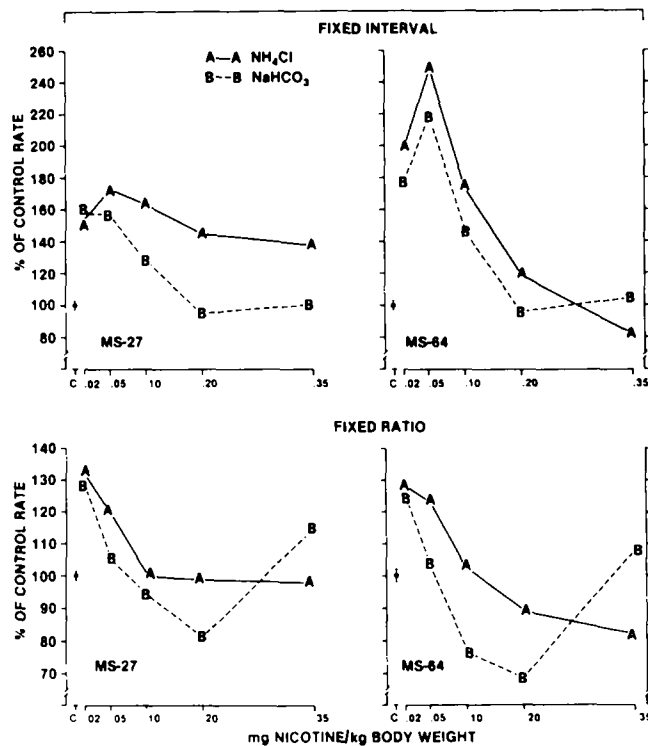 FIXED INTERVAL
A—A NH₄Cl
B--B NaHCO₃
% OF CONTROL RATE
260
240
220
200
180
160
140
120
100
80
A A A A A
B B B B B
MS-27
C .02 .05 .10 .20 .35
A A A A A
B B B B B
MS-64
C .02 .05 .10 .20 .35
FIXED RATIO
% OF CONTROL RATE
140
130
120
110
100
90
80
70
A A A A A
B B B B B
MS-27
C .02 .05 .10 .20 .35
A A A A A
B B B B B
MS-64
C .02 .05 .10 .20 .35
mg NICOTINE/kg BODY WEIGHT